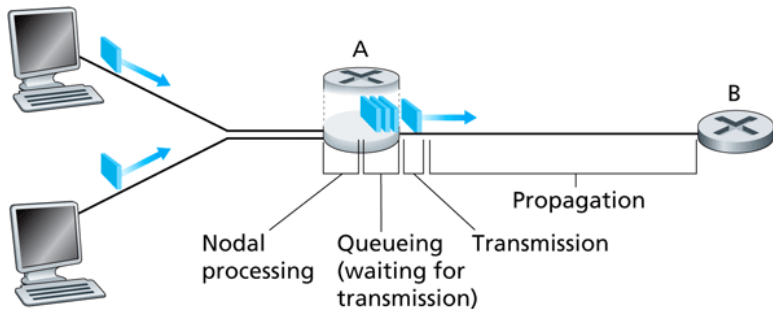 A
B
Propagation
Nodal
processing
Queueing
(waiting for
transmission)
Transmission